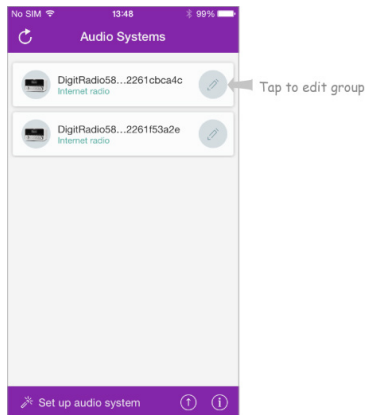 No SIM 13:48 99%
Audio Systems
DigitRadio58...2261cbca4c
Internet radio
Tap to edit group
DigitRadio58...2261f53a2e
Internet radio
Set up audio system